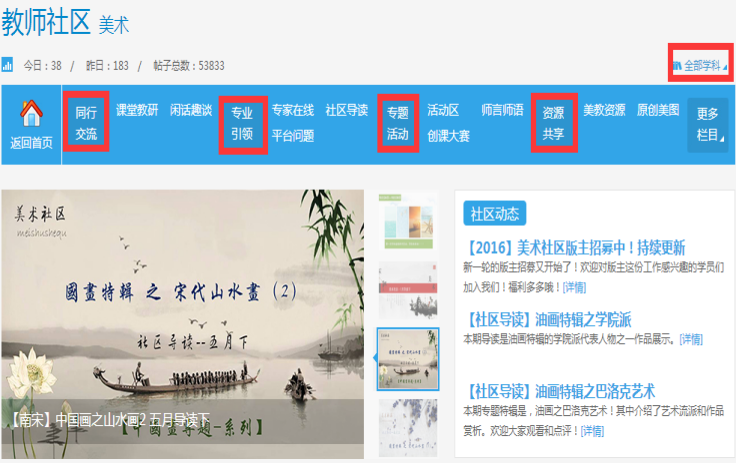 教师社区 美术
今日：38 / 昨日：183 / 帖子总数：53833
全部学科
返回首页
同行
交流
课堂教研 闲话趣谈
专业
引领
专家在线 社区导读
平台问题
专题
活动
活动区 师言师语
创课大赛
资源
共享
美教资源 原创美图
更多
栏目
美术社区
meishushequ
國畫特輯 之 宋代山水畫 (2)
社区导读--五月下
【中國畫專題-系列】
【南宋】中国画之山水画2 五月导读下
社区动态
【2016】美术社区版主招募中！持续更新
新一轮的版主招募又开始了！欢迎对版主这份工作感兴趣的学员们
加入我们！福利多多哦！[详情]
【社区导读】油画特辑之学院派
本期导读是油画特辑的学院派代表人物之一作品展示。[详情]
【社区导读】油画特辑之巴洛克艺术
本期专题特辑是，油画之巴洛克艺术！其中介绍了艺术流派和作品
赏析。欢迎大家观看和点评！[详情]